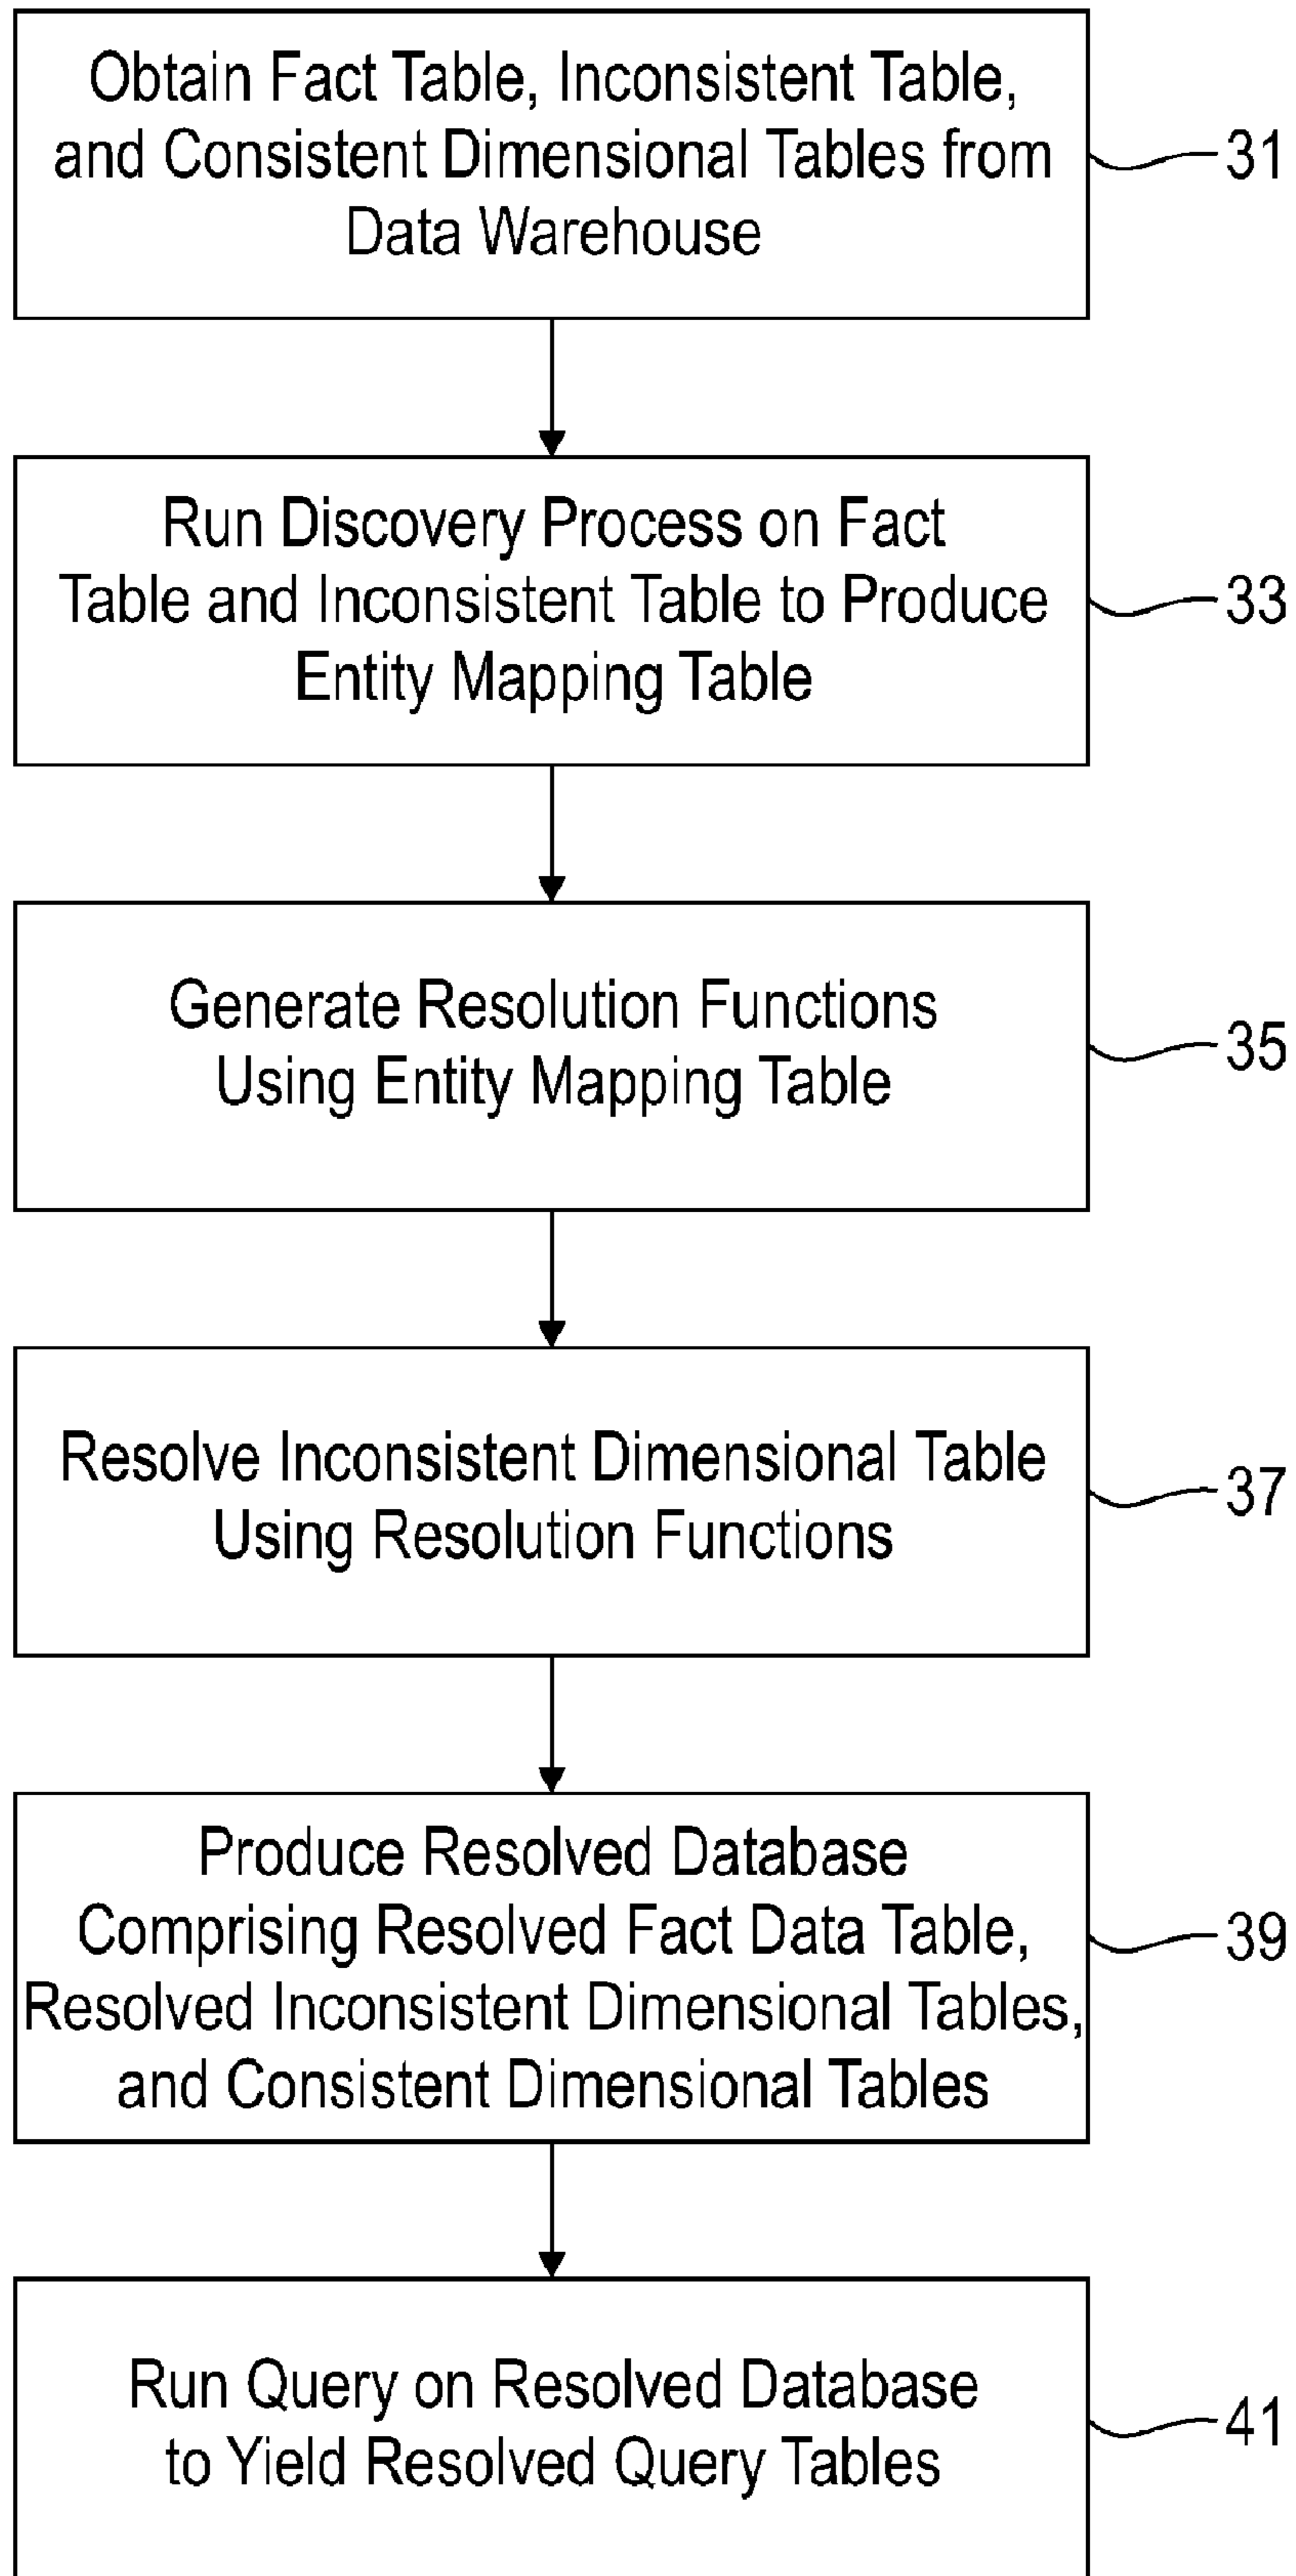 Obtain Fact Table, Inconsistent Table,
and Consistent Dimensional Tables from
Data Warehouse
31
Run Discovery Process on Fact
Table and Inconsistent Table to Produce
Entity Mapping Table
33
Generate Resolution Functions
Using Entity Mapping Table
35
Resolve Inconsistent Dimensional Table
Using Resolution Functions
37
Produce Resolved Database
Comprising Resolved Fact Data Table,
Resolved Inconsistent Dimensional Tables,
and Consistent Dimensional Tables
39
Run Query on Resolved Database
to Yield Resolved Query Tables
41